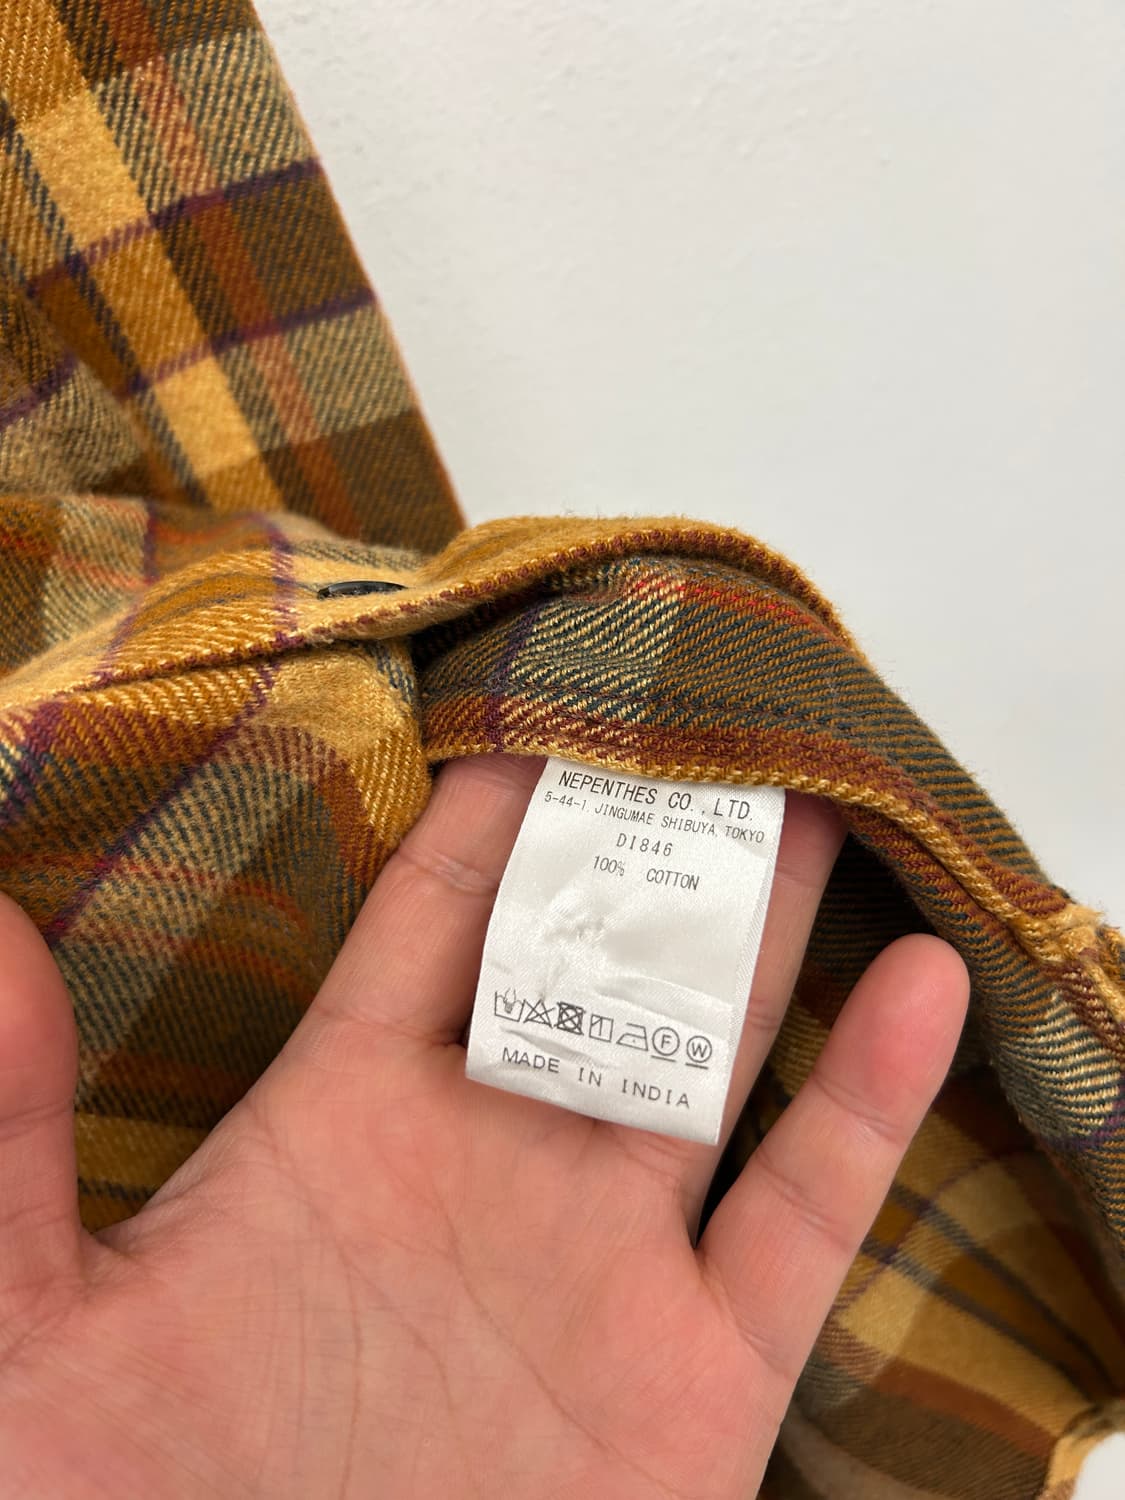 NEPENTHES CO., LTD.
5-44-1, JINGUMAE SHIBUYA, TOKYO
DI846
100% COTTON
F W
MADE IN INDIA